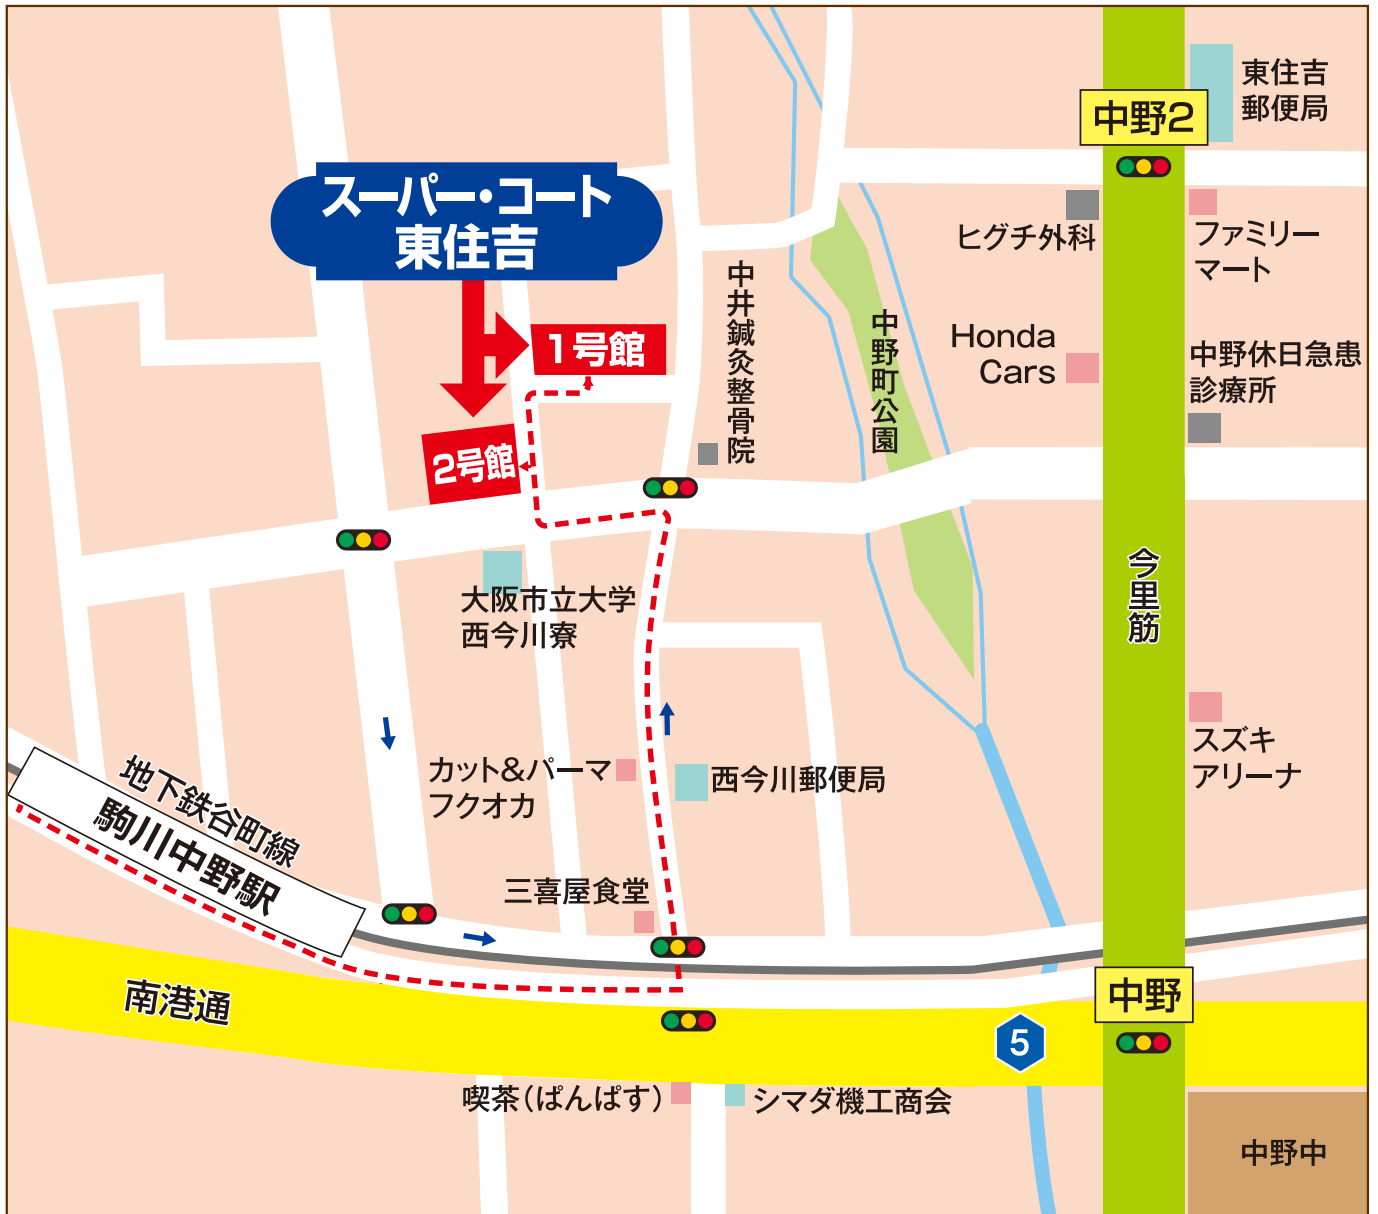 東住吉
郵便局
中野2
スーパー・コート
東住吉
ヒグチ外科
ファミリー
マート
中井鍼灸整骨院
中野町公園
1号館
Honda
Cars
中野休日急患
診療所
2号館
今里筋
大阪市立大学
西今川寮
スズキ
アリーナ
カット&パーマ
フクオカ
西今川郵便局
地下鉄谷町線
駒川中野駅
三喜屋食堂
南港通
中野
5
喫茶(ぱんぱす)
シマダ機工商会
中野中